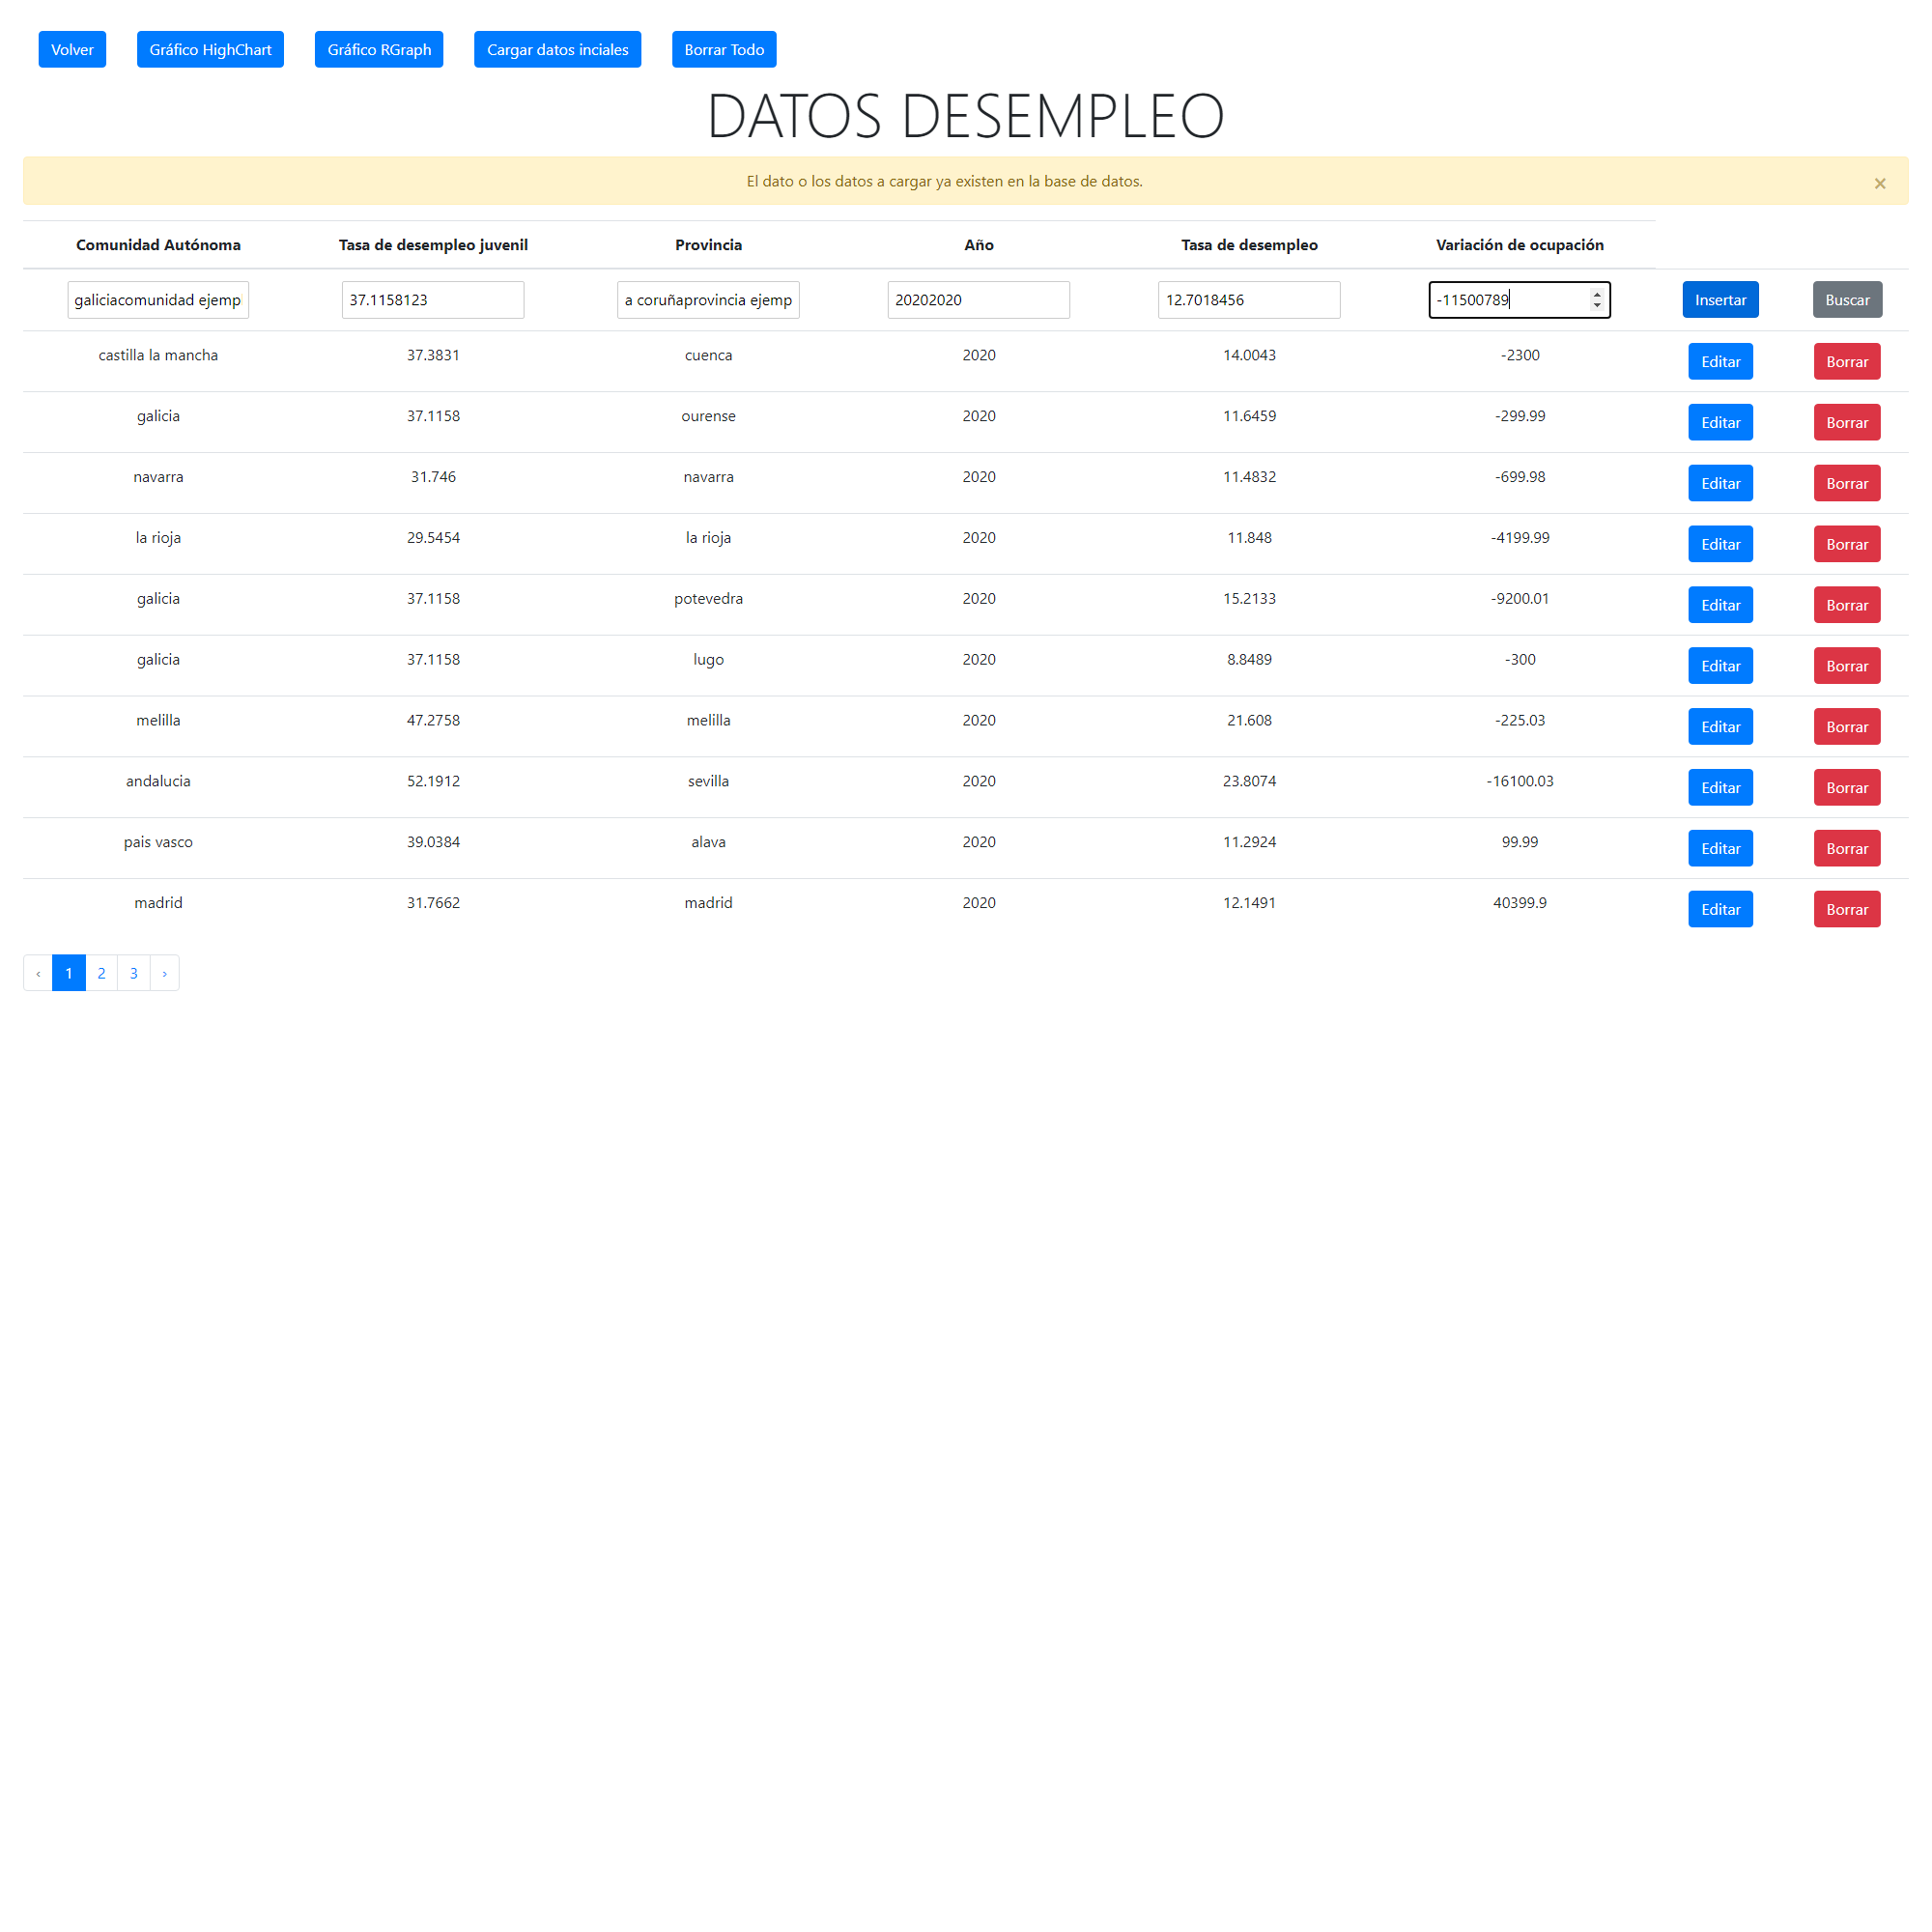 Volver Gráfico HighChart Gráfico RGraph Cargar datos inciales Borrar Todo
DATOS DESEMPLEO
El dato o los datos a cargar ya existen en la base de datos. ×
Comunidad Autónoma Tasa de desempleo juvenil Provincia Año Tasa de desempleo Variación de ocupación
galiciacomunidad ejemp 37.1158123 a coruñaprovincia ejemp 20202020 12.7018456 -11500789 Insertar Buscar
castilla la mancha 37.3831 cuenca 2020 14.0043 -2300 Editar Borrar
galicia 37.1158 ourense 2020 11.6459 -299.99 Editar Borrar
navarra 31.746 navarra 2020 11.4832 -699.98 Editar Borrar
la rioja 29.5454 la rioja 2020 11.848 -4199.99 Editar Borrar
galicia 37.1158 potevedra 2020 15.2133 -9200.01 Editar Borrar
galicia 37.1158 lugo 2020 8.8489 -300 Editar Borrar
melilla 47.2758 melilla 2020 21.608 -225.03 Editar Borrar
andalucia 52.1912 sevilla 2020 23.8074 -16100.03 Editar Borrar
pais vasco 39.0384 alava 2020 11.2924 99.99 Editar Borrar
madrid 31.7662 madrid 2020 12.1491 40399.9 Editar Borrar
‹ 1 2 3 ›